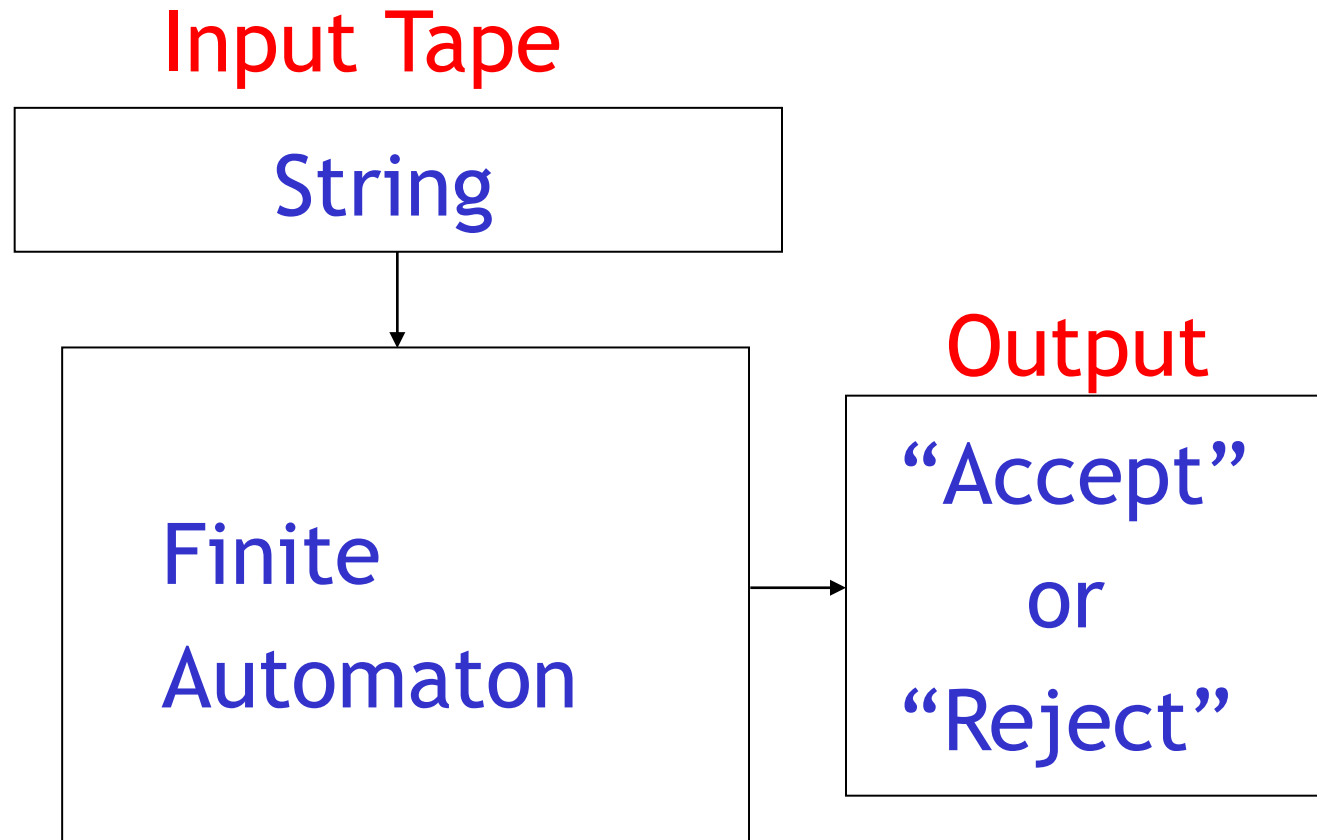 Input Tape
String
Finite
Automaton
Output
“Accept”
or
“Reject”